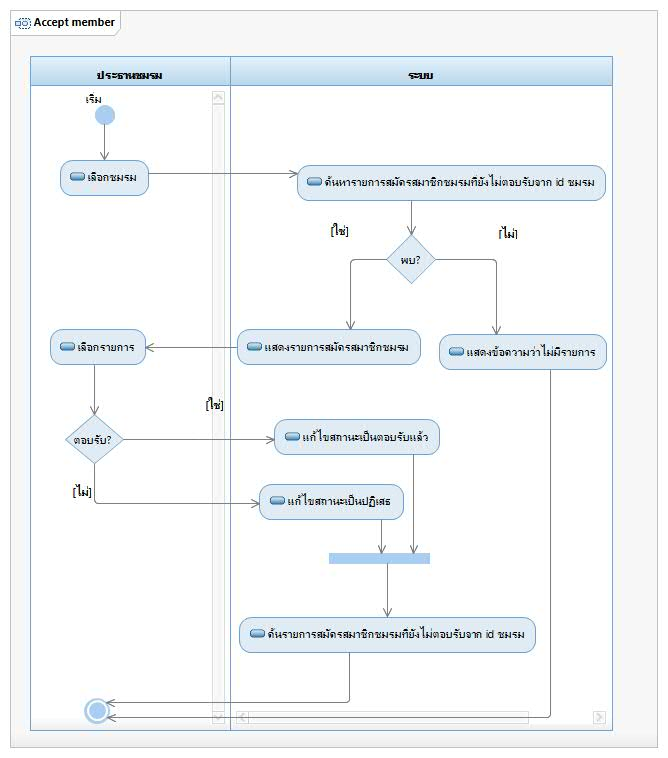 Accept member
ประธานชมรม
ระบบ
เริ่ม
เลือกชมรม
ค้นหารายการสมัครสมาชิกชมรมที่ยังไม่ตอบรับจาก id ชมรม
[ใช่]
[ไม่]
พบ?
เลือกรายการ
แสดงรายการสมัครสมาชิกชมรม
แสดงข้อความว่าไม่มีรายการ
[ใช่]
ตอบรับ?
แก้ไขสถานะเป็นตอบรับแล้ว
[ไม่]
แก้ไขสถานะเป็นปฏิเสธ
ค้นรายการสมัครสมาชิกชมรมที่ยังไม่ตอบรับจาก id ชมรม